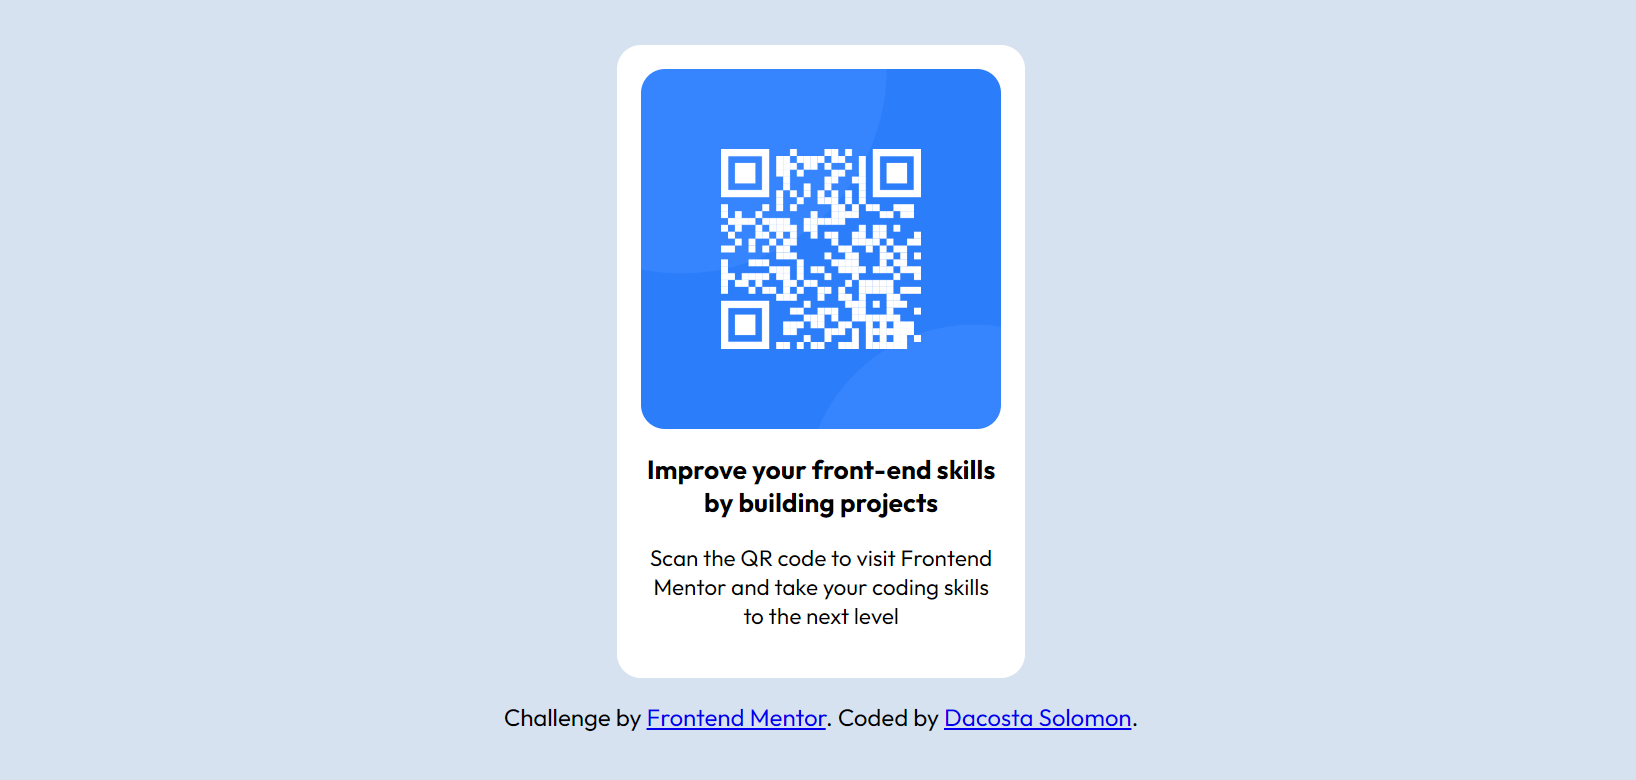 Improve your front-end skills
by building projects
Scan the QR code to visit Frontend
Mentor and take your coding skills
to the next level
Challenge by Frontend Mentor. Coded by Dacosta Solomon.